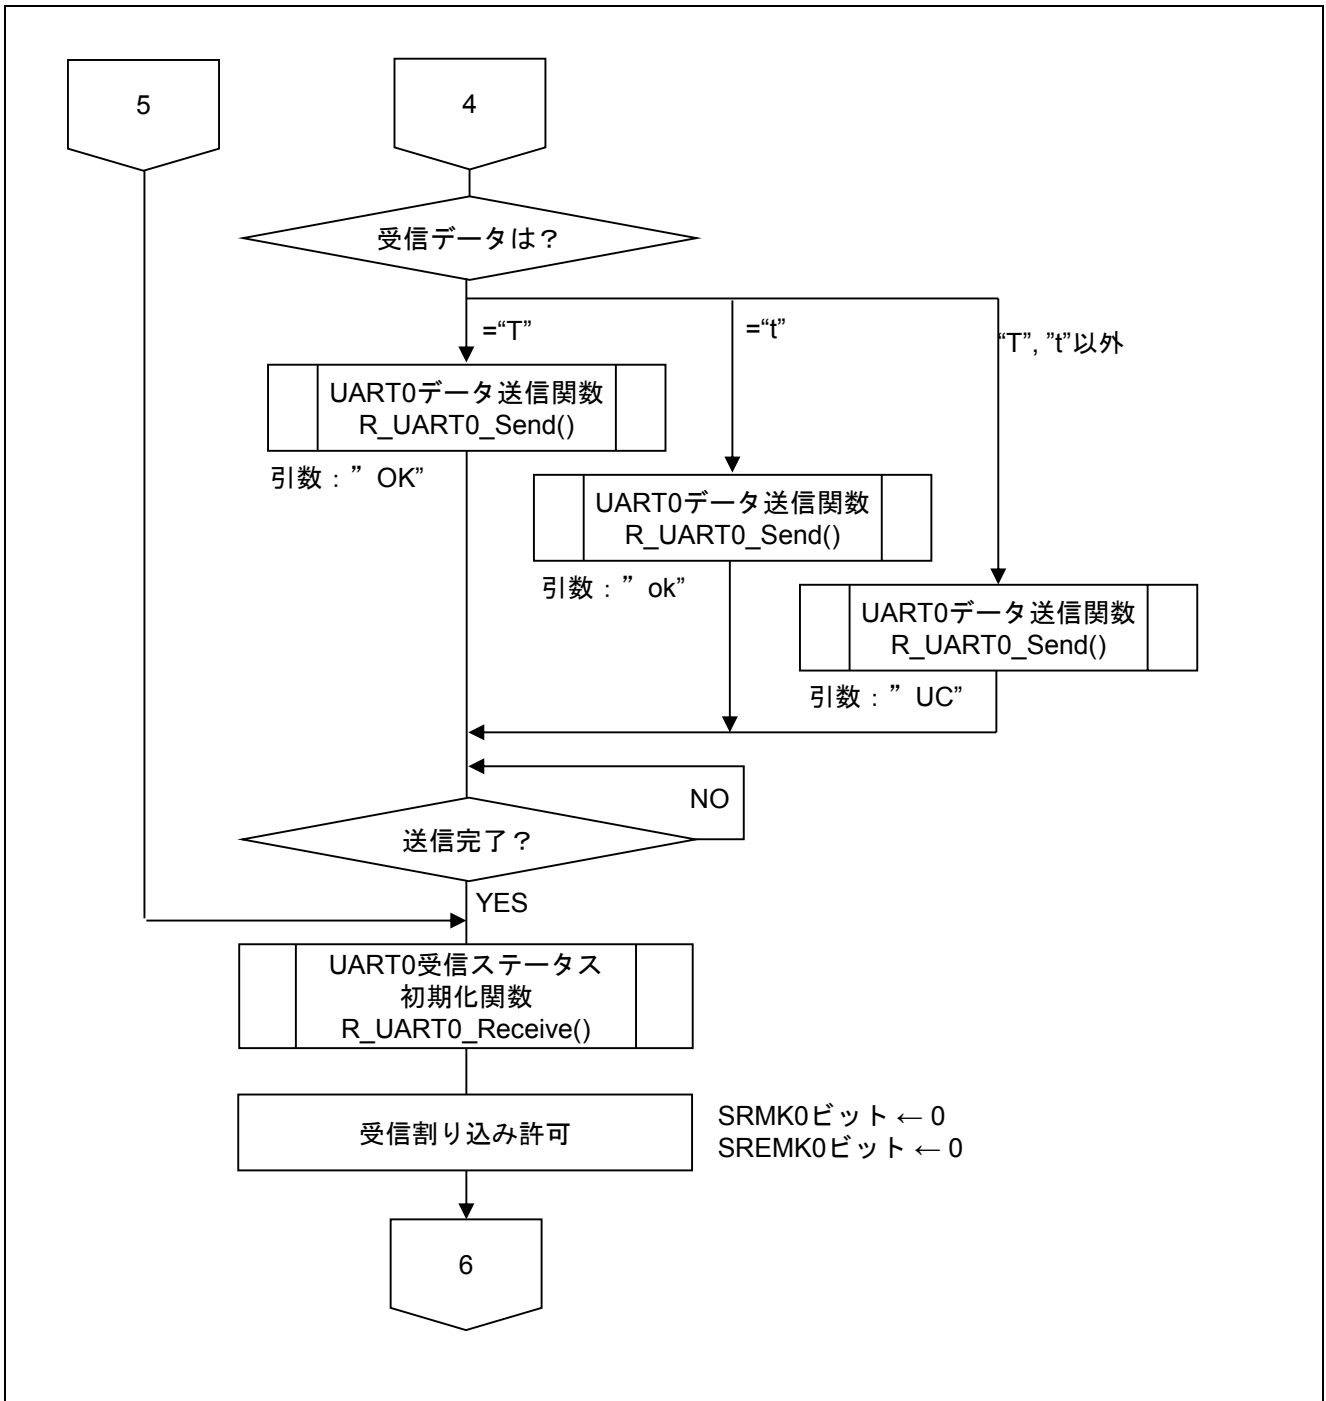 5
4
受信データは？
=“T”
=“t”
“T”, ”t”以外
UART0データ送信関数
R_UART0_Send()
引数：”OK”
UART0データ送信関数
R_UART0_Send()
引数：”ok”
UART0データ送信関数
R_UART0_Send()
引数：”UC”
NO
送信完了？
YES
UART0受信ステータス
初期化関数
R_UART0_Receive()
受信割り込み許可
SRMK0ビット ← 0
SREMK0ビット ← 0
6